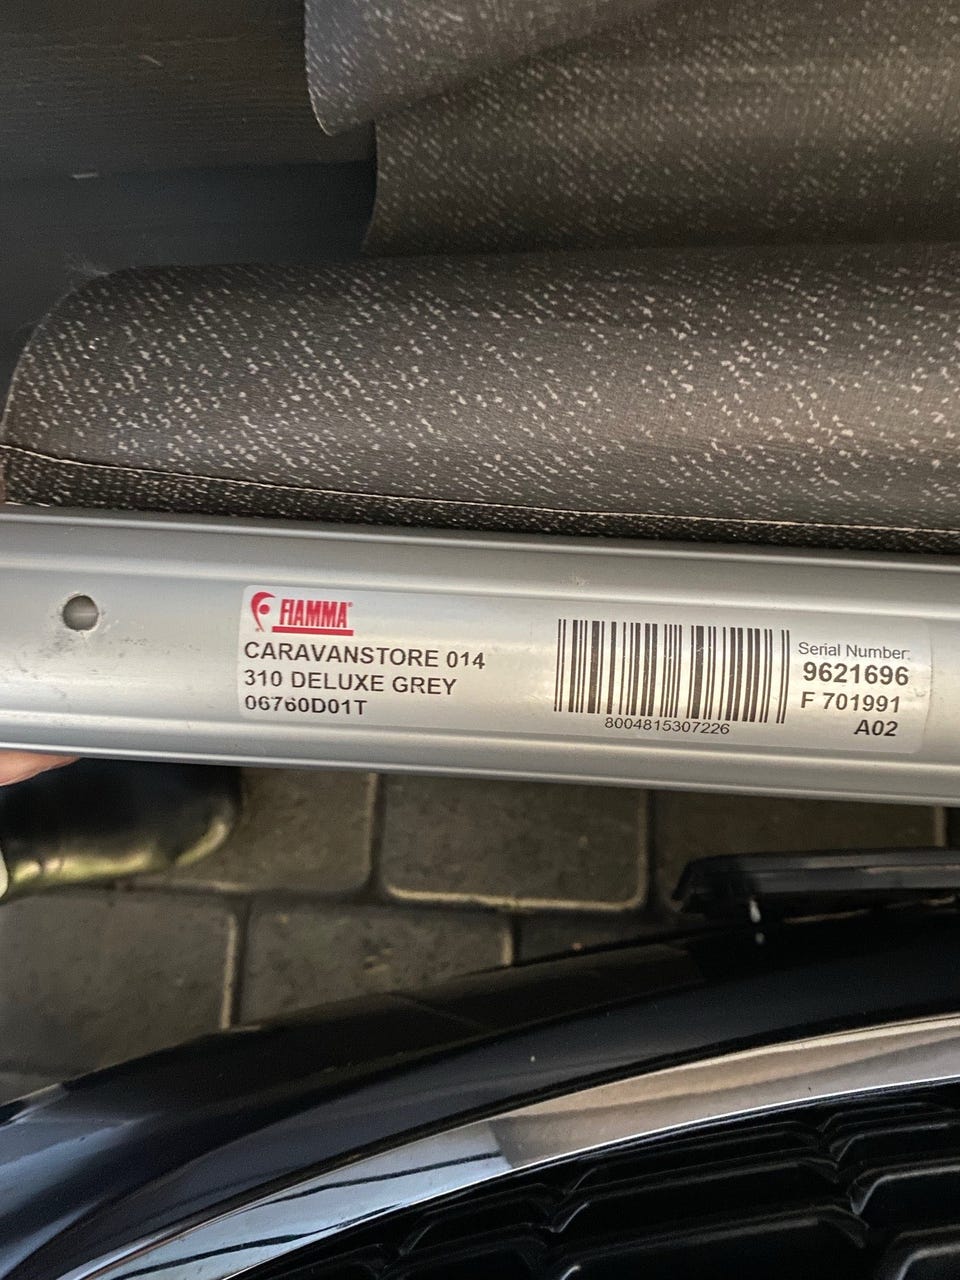 FIAMMA®
CARAVANSTORE 014
310 DELUXE GREY
06760D01T
8004815307226
Serial Number:
9621696
F 701991
A02